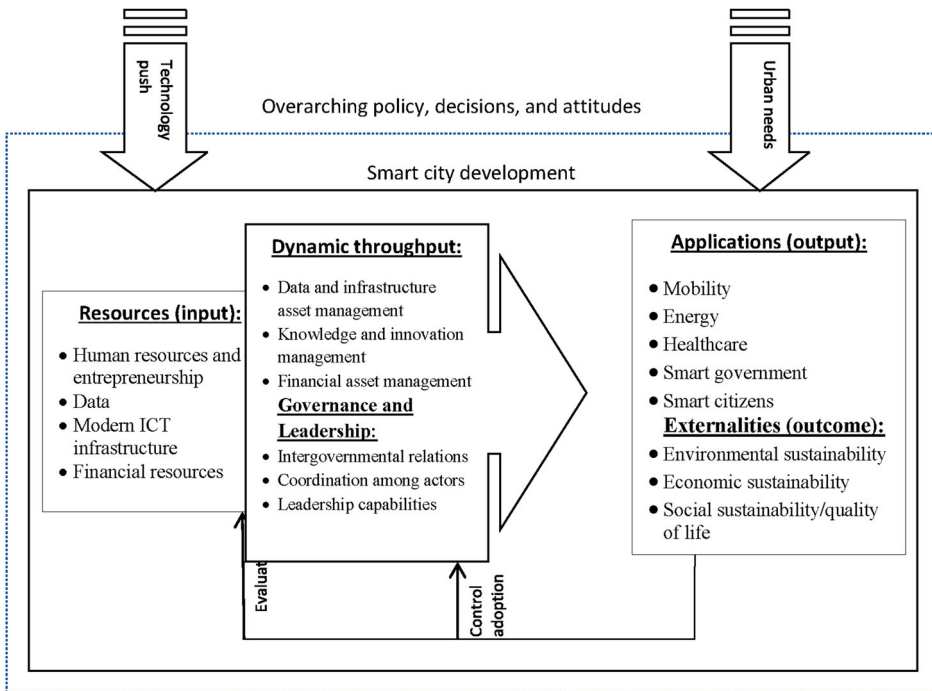 Technology
push
Urban needs
Overarching policy, decisions, and attitudes
Smart city development
Resources (input):
• Human resources and
entrepreneurship
• Data
• Modern ICT
infrastructure
• Financial resources
Dynamic throughput:
• Data and infrastructure
asset management
• Knowledge and innovation
management
• Financial asset management
Governance and
Leadership:
• Intergovernmental relations
• Coordination among actors
• Leadership capabilities
Applications (output):
• Mobility
• Energy
• Healthcare
• Smart government
• Smart citizens
Externalities (outcome):
• Environmental sustainability
• Economic sustainability
• Social sustainability/quality
of life
Control
adoption